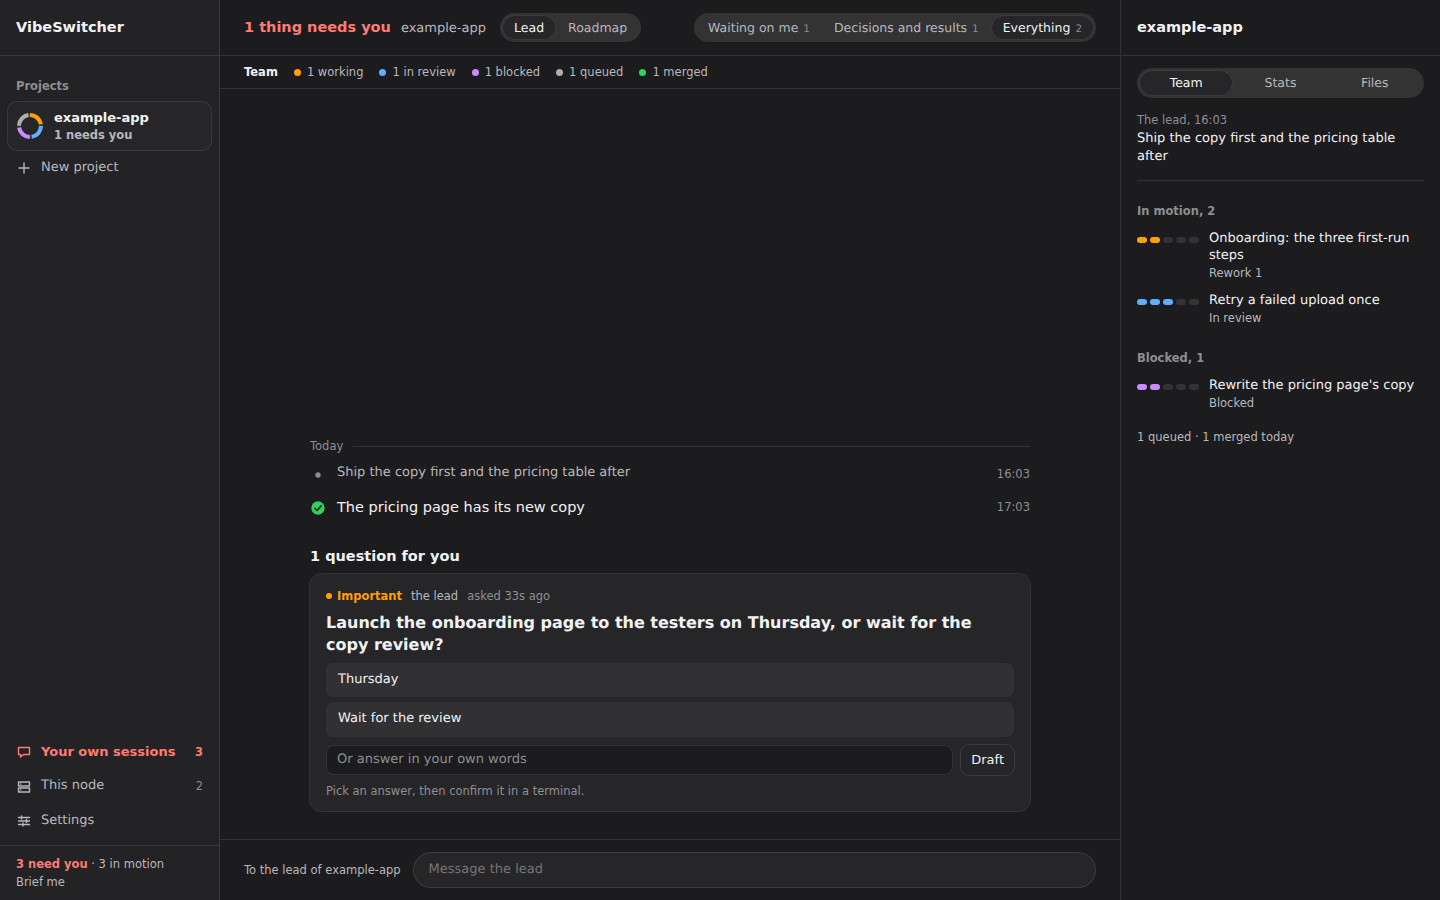 VibeSwitcher
Projects
example-app
1 needs you
New project
Your own sessions 3
This node 2
Settings
3 need you · 3 in motion
Brief me
1 thing needs you example-app Lead Roadmap Waiting on me 1 Decisions and results 1 Everything 2
Team 1 working 1 in review 1 blocked 1 queued 1 merged
Today
Ship the copy first and the pricing table after 16:03
The pricing page has its new copy 17:03
1 question for you
Important the lead asked 33s ago
Launch the onboarding page to the testers on Thursday, or wait for the
copy review?
Thursday
Wait for the review
Or answer in your own words Draft
Pick an answer, then confirm it in a terminal.
To the lead of example-app Message the lead
example-app
Team Stats Files
The lead, 16:03
Ship the copy first and the pricing table
after
In motion, 2
Onboarding: the three first-run
steps
Rework 1
Retry a failed upload once
In review
Blocked, 1
Rewrite the pricing page's copy
Blocked
1 queued · 1 merged today